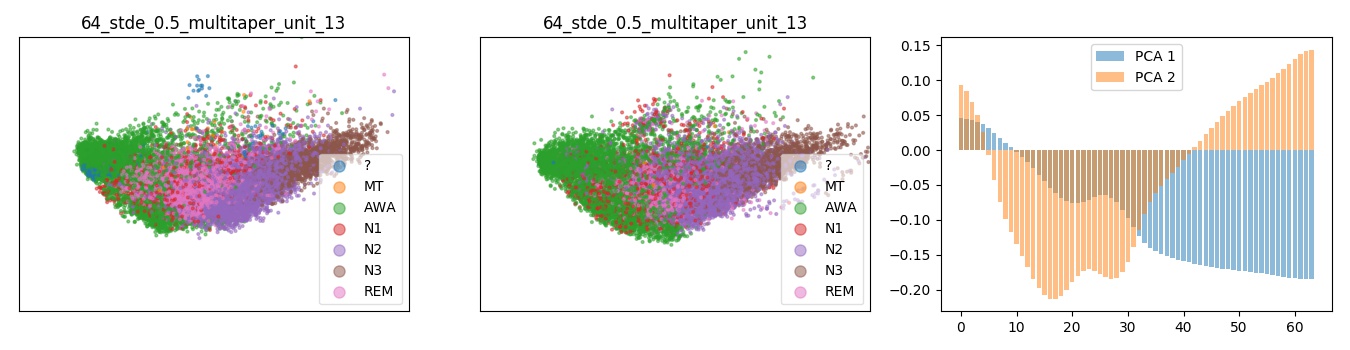 64_stde_0.5_multitaper_unit_13
?
MT
AWA
N1
N2
N3
REM
64_stde_0.5_multitaper_unit_13
?
MT
AWA
N1
N2
N3
REM
PCA 1
PCA 2
0.15
0.10
0.05
0.00
−0.05
−0.10
−0.15
−0.20
0 10 20 30 40 50 60